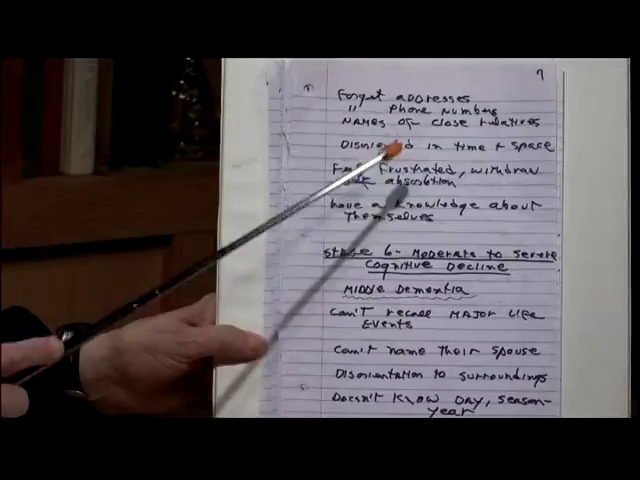 7
Forget addresses
" Phone Numbers
NAMES of close relatives
in time + space
Frustrated, withdraw
absorbtion
have a knowledge about
Themselves
Stage 6 - Moderate to Severe
Cognitive Decline
Middle Dementia
Can't recall MAJOR Life
Events
Can't name their spouse
Disorientation to surroundings
Doesn't know DAY, season-
year